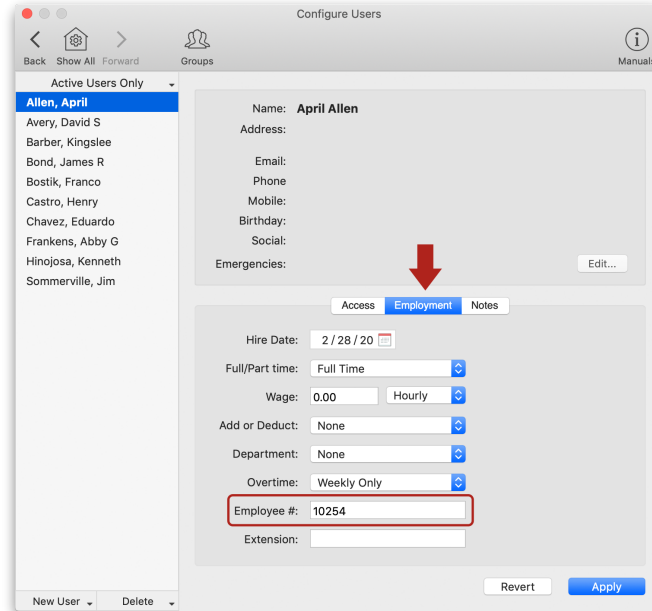 Configure Users
Back Show All Forward Groups Manuals
Active Users Only
Allen, April
Avery, David S
Barber, Kingslee
Bond, James R
Bostik, Franco
Castro, Henry
Chavez, Eduardo
Frankens, Abby G
Hinojosa, Kenneth
Sommerville, Jim
New User Delete
Name: April Allen
Address:
Email:
Phone
Mobile:
Birthday:
Social:
Emergencies: Edit...
Access Employment Notes
Hire Date: 2/28/20
Full/Part time: Full Time
Wage: 0.00 Hourly
Add or Deduct: None
Department: None
Overtime: Weekly Only
Employee #: 10254
Extension:
Revert Apply